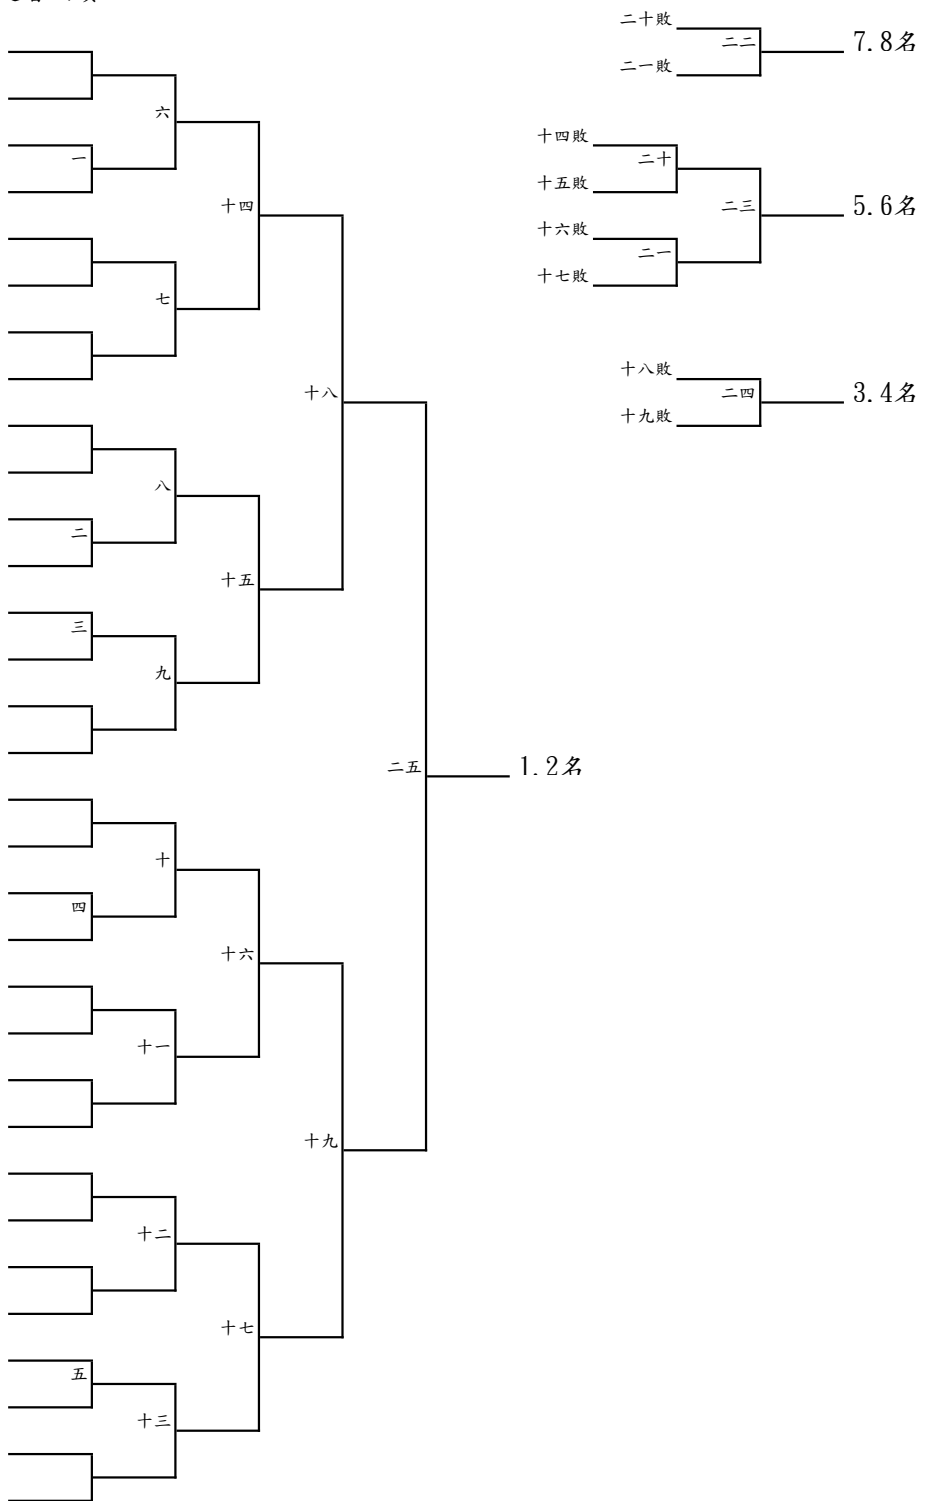 二十敗
二二
7.8名
二一敗
十四敗
二十
十五敗
二三
5.6名
十六敗
二一
十七敗
十八敗
二四
3.4名
十九敗
六
一
十四
七
十八
八
二
十五
三
九
二五
1.2名
十
四
十六
十一
十九
十二
十七
五
十三